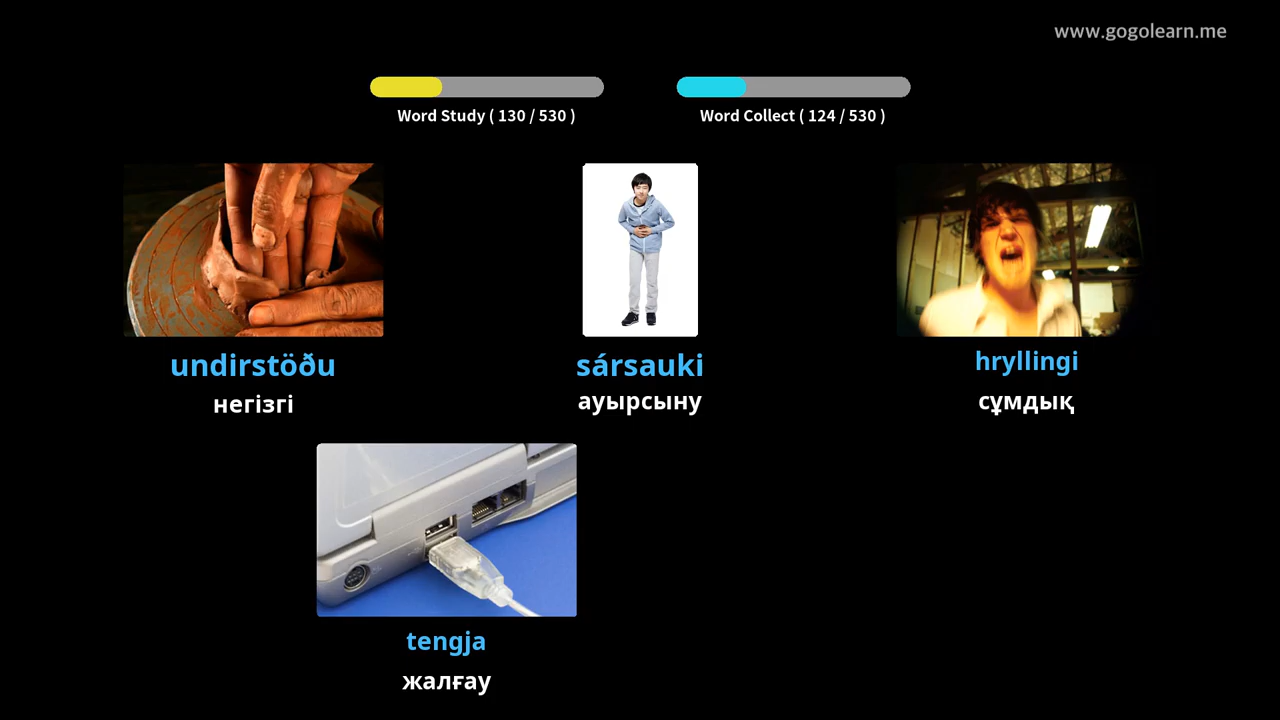 www.gogolearn.me
Word Study ( 130 / 530 )
Word Collect ( 124 / 530 )
undirstöðu
негізгі
sársauki
ауырсыну
hryllingi
сұмдық
tengja
жалғау